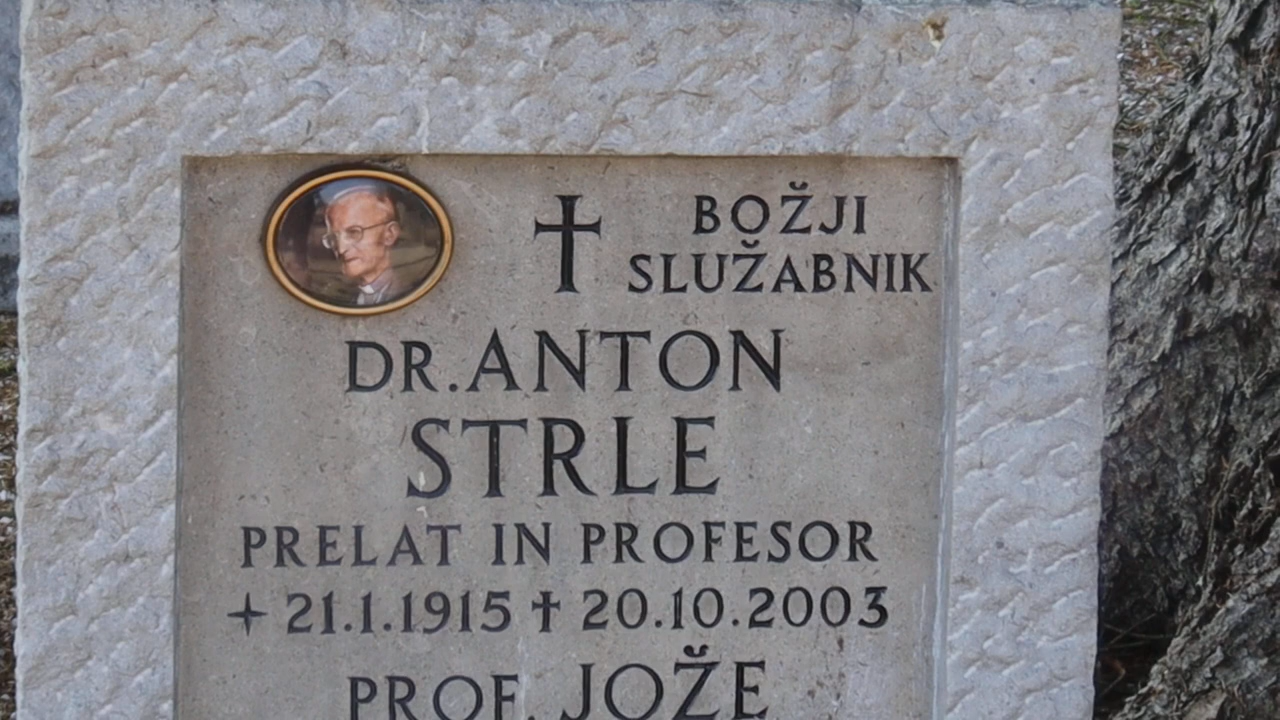 † BOŽJI
SLUŽABNIK
DR. ANTON
STRLE
PRELAT IN PROFESOR
+ 21.1.1915 † 20.10.2003
PROF. JOŽE